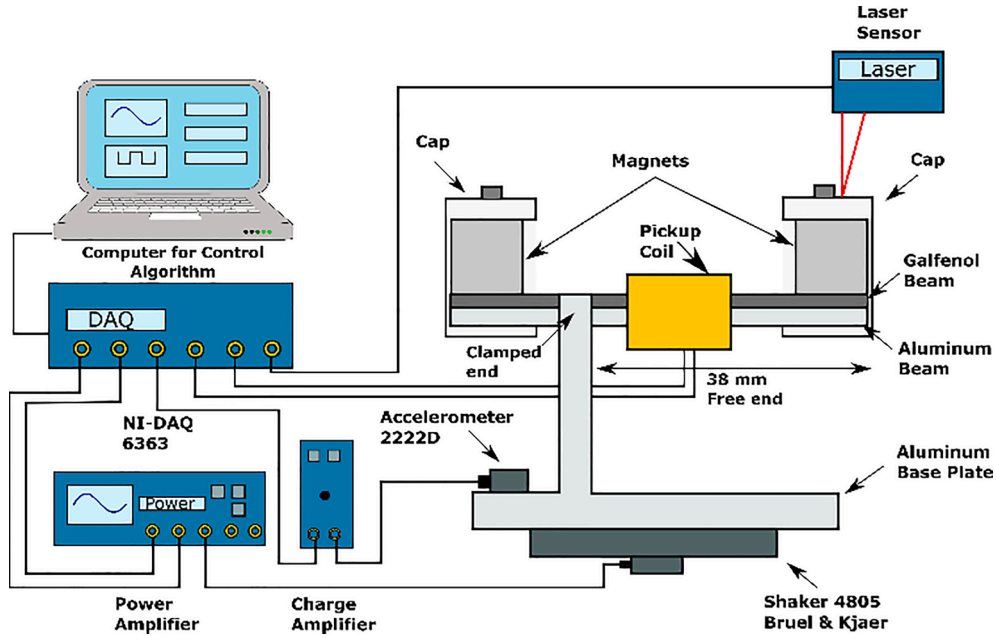 Laser
Sensor
Laser
Cap
Magnets
Cap
Pickup
Coil
Computer for Control
Algorithm
Galfenol
Beam
DAQ
Clamped
end
Aluminum
Beam
38 mm
Free end
NI-DAQ
6363
Accelerometer
2222D
Aluminum
Base Plate
Power
Power
Amplifier
Charge
Amplifier
Shaker 4805
Bruel & Kjaer